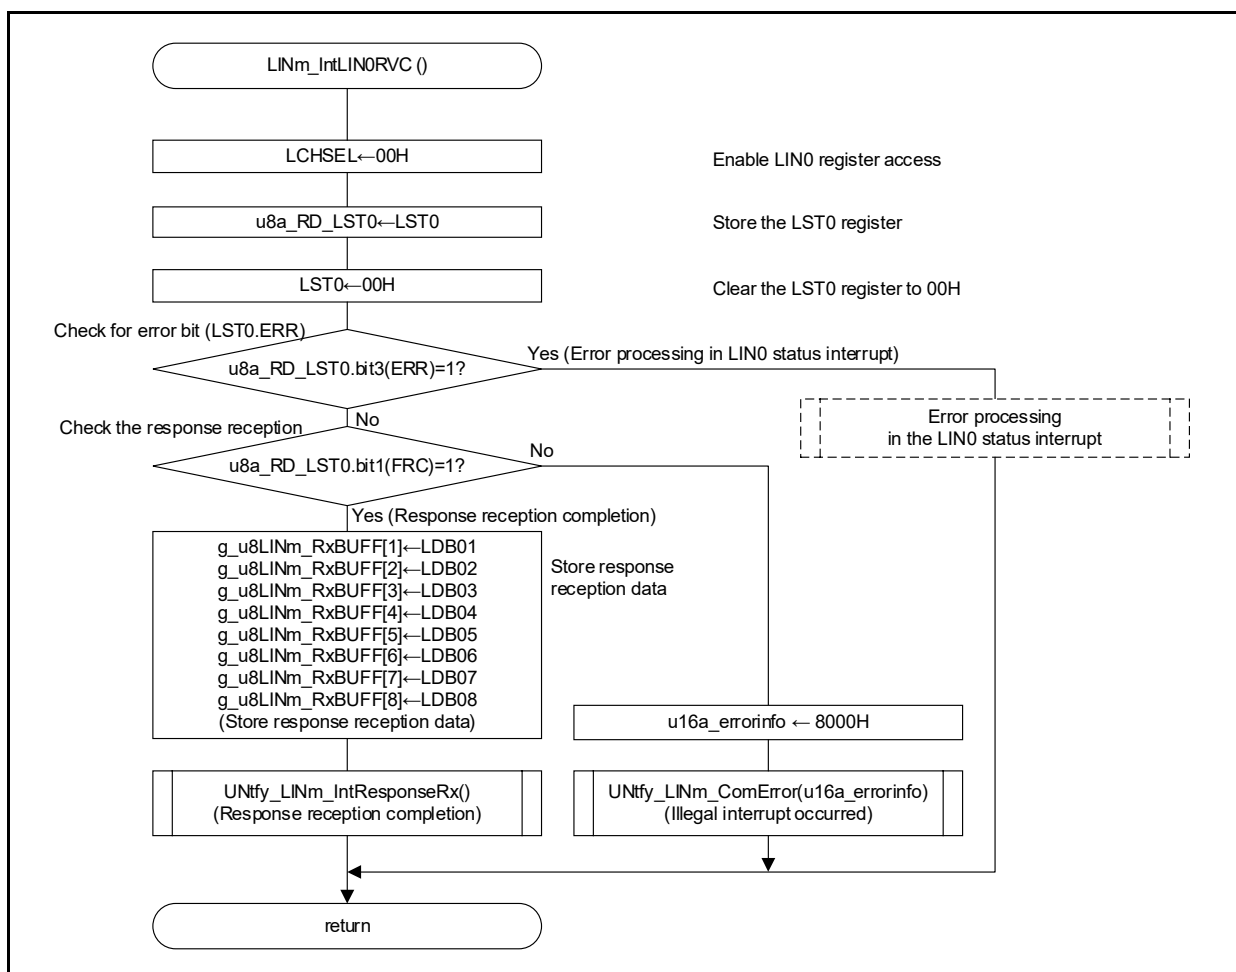 LINm_IntLIN0RVC ()
LCHSEL←00H
Enable LIN0 register access
u8a_RD_LST0←LST0
Store the LST0 register
LST0←00H
Clear the LST0 register to 00H
Check for error bit (LST0.ERR)
u8a_RD_LST0.bit3(ERR)=1?
Yes (Error processing in LIN0 status interrupt)
Error processing
in the LIN0 status interrupt
No
Check the response reception
u8a_RD_LST0.bit1(FRC)=1?
No
Yes (Response reception completion)
g_u8LINm_RxBUFF[1]←LDB01
g_u8LINm_RxBUFF[2]←LDB02
g_u8LINm_RxBUFF[3]←LDB03
g_u8LINm_RxBUFF[4]←LDB04
g_u8LINm_RxBUFF[5]←LDB05
g_u8LINm_RxBUFF[6]←LDB06
g_u8LINm_RxBUFF[7]←LDB07
g_u8LINm_RxBUFF[8]←LDB08
(Store response reception data)
Store response
reception data
u16a_errorinfo ← 8000H
UNtfy_LINm_IntResponseRx()
(Response reception completion)
UNtfy_LINm_ComError(u16a_errorinfo)
(Illegal interrupt occurred)
return